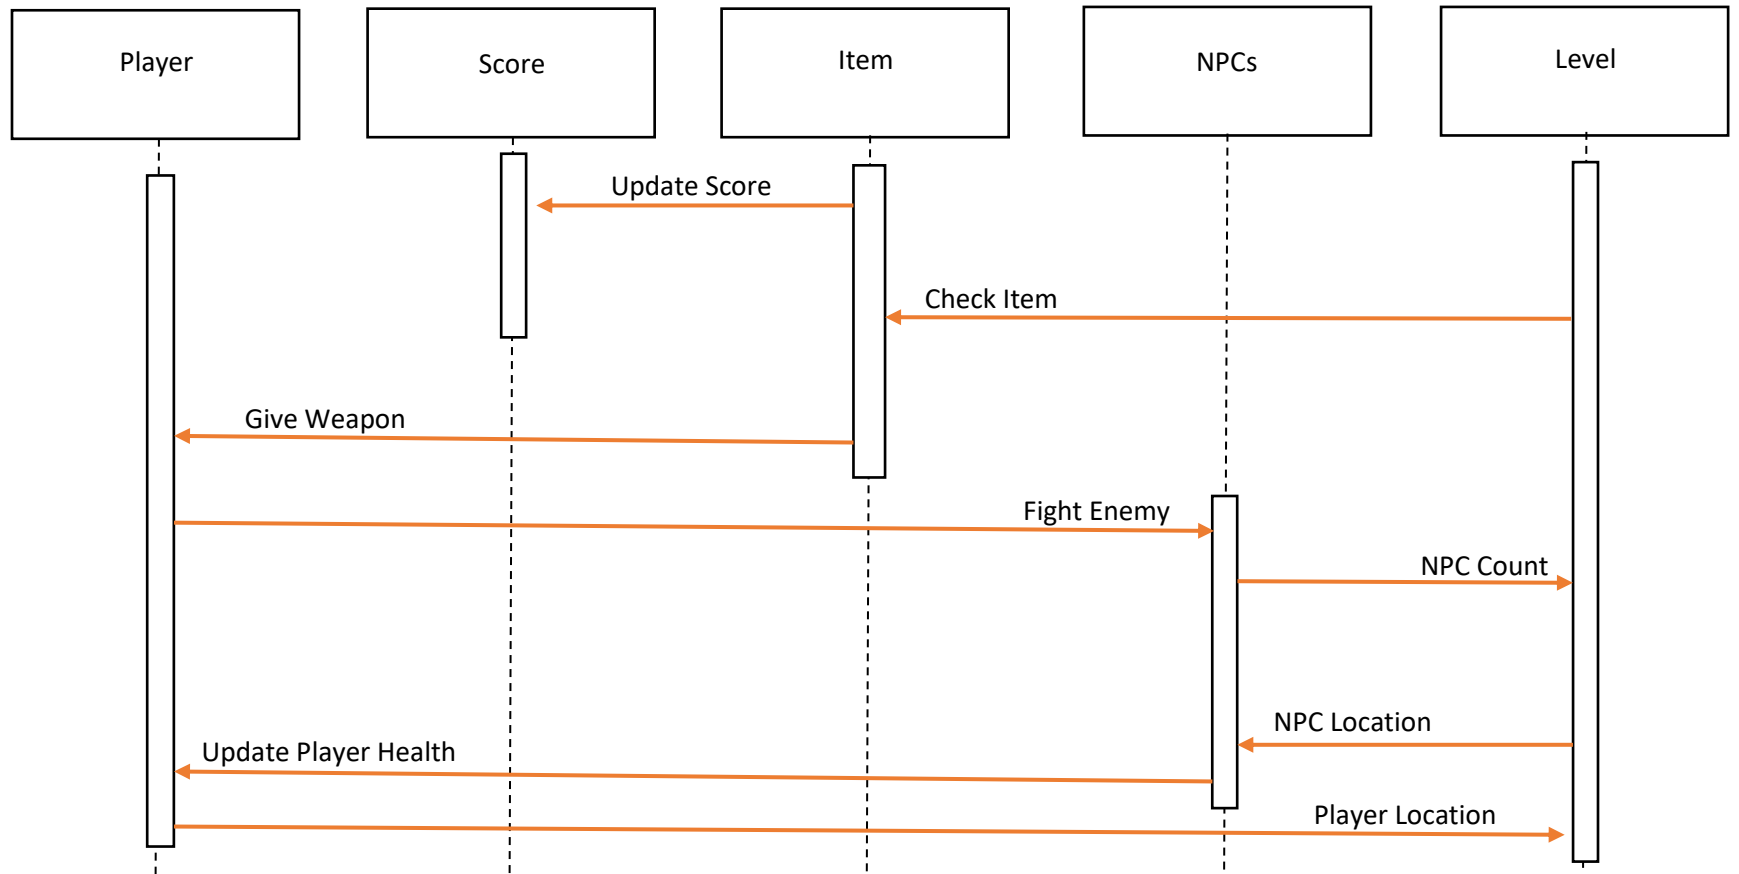 Player
Score
Item
NPCs
Level
Update Score
Check Item
Give Weapon
Fight Enemy
NPC Count
NPC Location
Update Player Health
Player Location